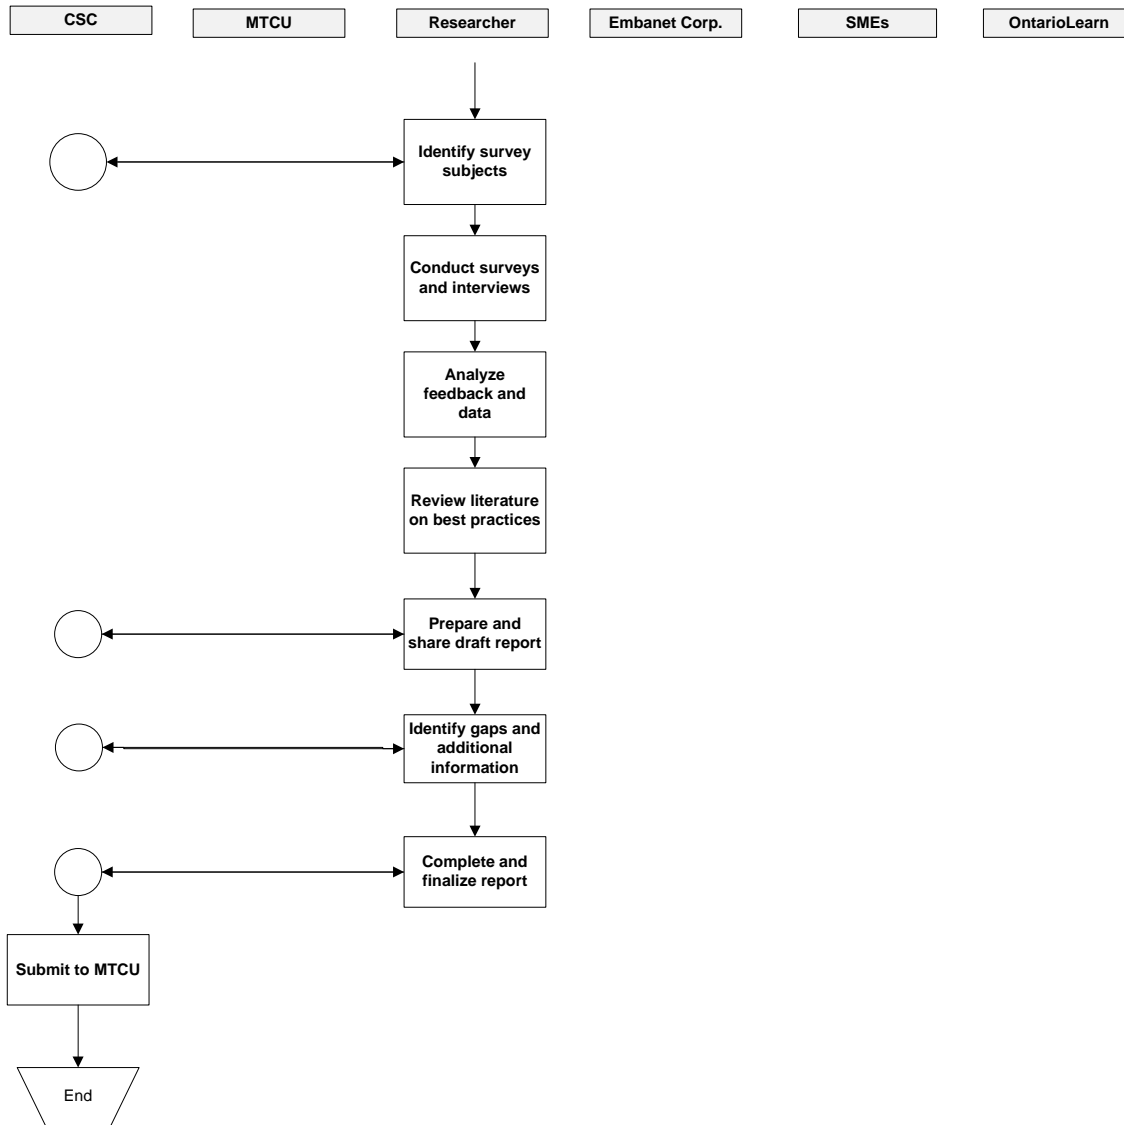 CSC
MTCU
Researcher
Embanet Corp.
SMEs
OntarioLearn
Identify survey
subjects
Conduct surveys
and interviews
Analyze
feedback and
data
Review literature
on best practices
Prepare and
share draft report
Identify gaps and
additional
information
Complete and
finalize report
Submit to MTCU
End